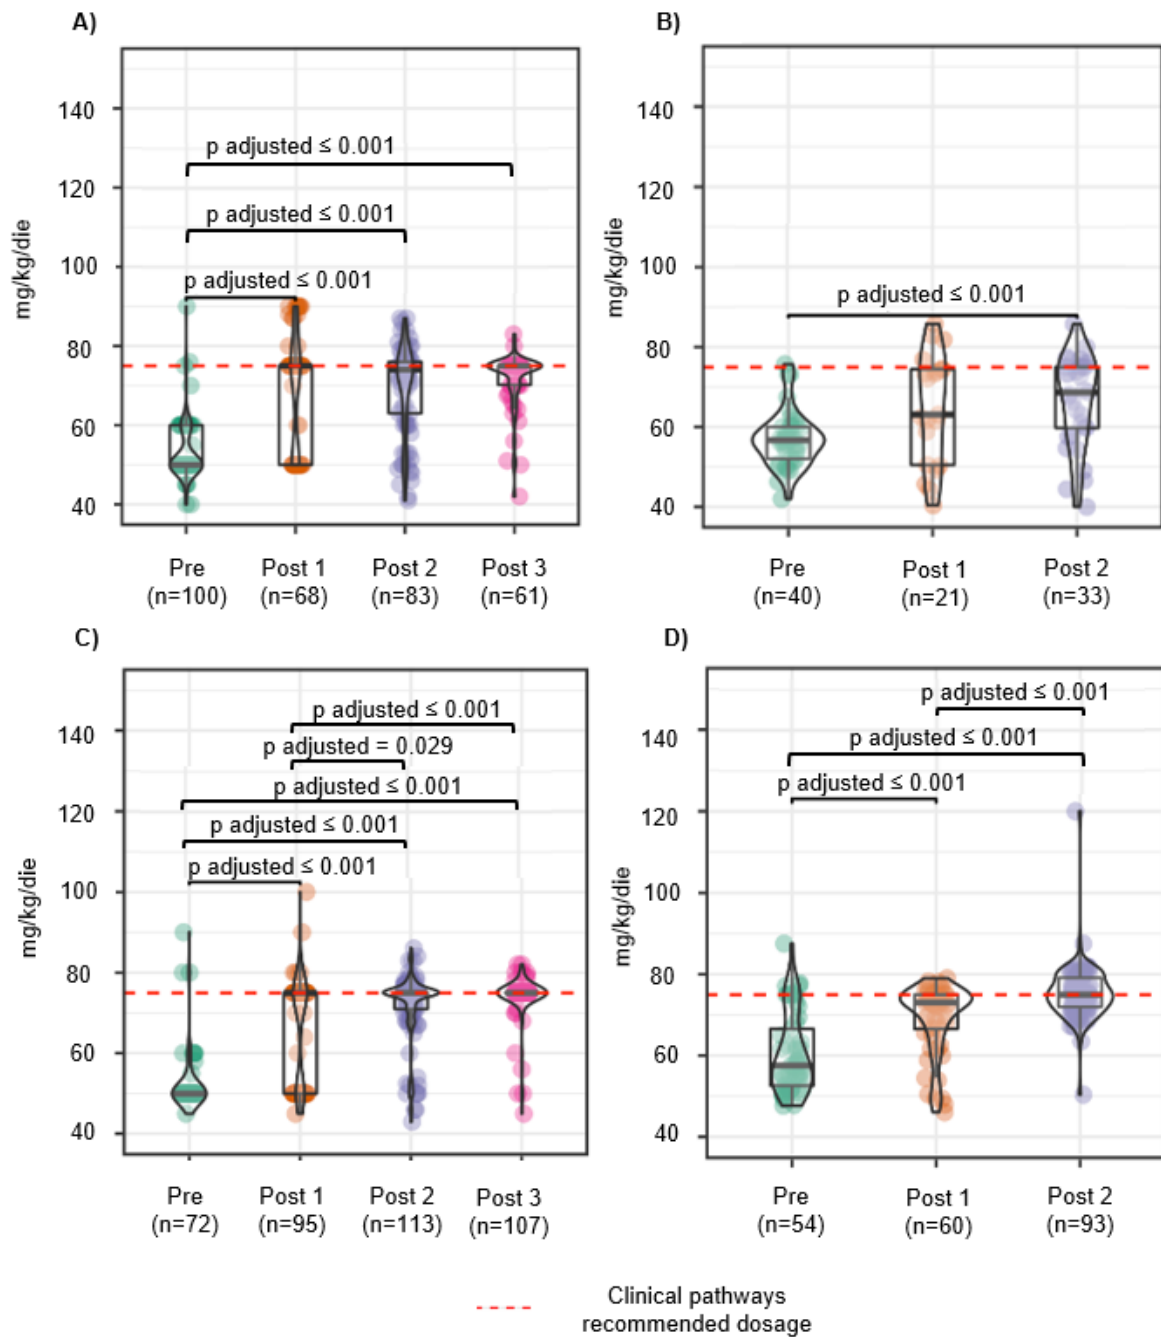 A)
B)
mg/kg/die
140
120
100
80
60
40
p adjusted ≤ 0.001
p adjusted ≤ 0.001
p adjusted ≤ 0.001
Pre
(n=100)
Post 1
(n=68)
Post 2
(n=83)
Post 3
(n=61)
mg/kg/die
140
120
100
80
60
40
p adjusted ≤ 0.001
Pre
(n=40)
Post 1
(n=21)
Post 2
(n=33)
C)
D)
mg/kg/die
140
120
100
80
60
40
p adjusted ≤ 0.001
p adjusted = 0.029
p adjusted ≤ 0.001
p adjusted ≤ 0.001
p adjusted ≤ 0.001
Pre
(n=72)
Post 1
(n=95)
Post 2
(n=113)
Post 3
(n=107)
mg/kg/die
140
120
100
80
60
40
p adjusted ≤ 0.001
p adjusted ≤ 0.001
p adjusted ≤ 0.001
Pre
(n=54)
Post 1
(n=60)
Post 2
(n=93)
Clinical pathways
recommended dosage